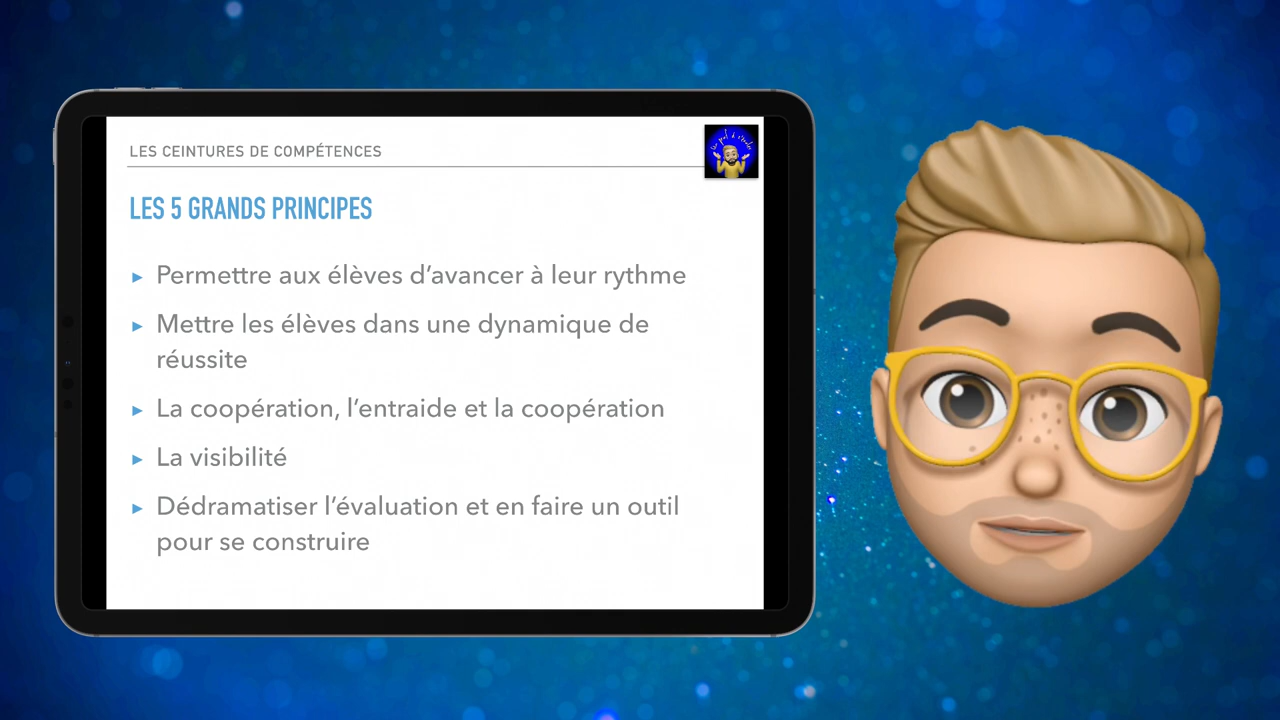 LES CEINTURES DE COMPÉTENCES
LES 5 GRANDS PRINCIPES
Permettre aux élèves d’avancer à leur rythme
Mettre les élèves dans une dynamique de
réussite
La coopération, l’entraide et la coopération
La visibilité
Dédramatiser l’évaluation et en faire un outil
pour se construire